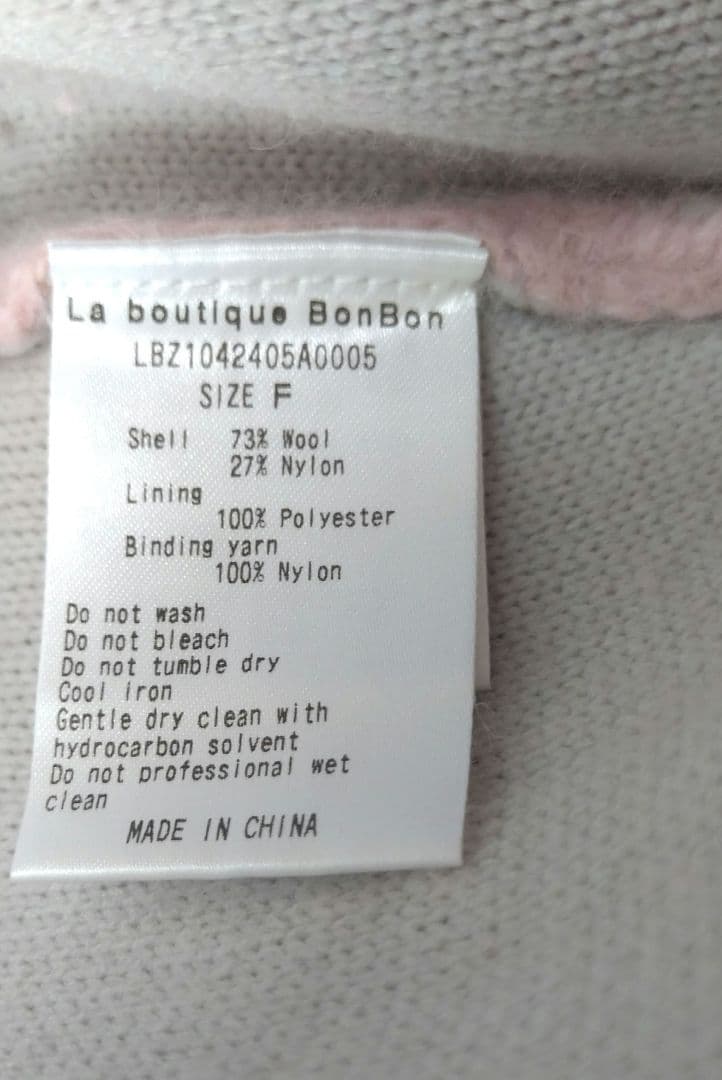 La boutique BonBon
LBZ1042405A0005
SIZE F
Shell 73% Wool
27% Nylon
Lining
100% Polyester
Binding yarn
100% Nylon
Do not wash
Do not bleach
Do not tumble dry
Cool iron
Gentle dry clean with
hydrocarbon solvent
Do not professional wet
clean
MADE IN CHINA